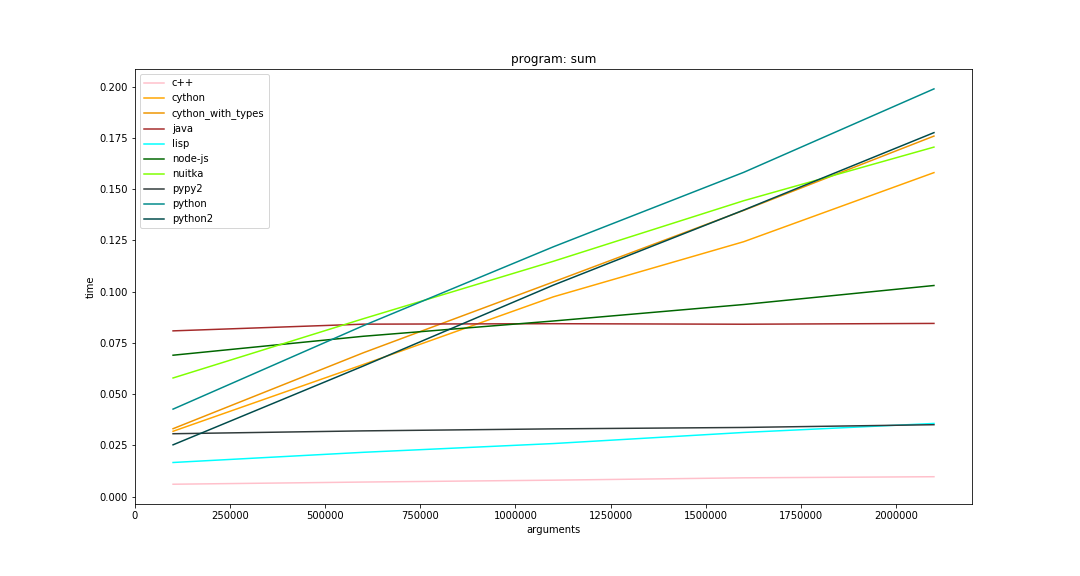 program: sum
c++
cython
cython_with_types
java
lisp
node-js
nuitka
pypy2
python
python2
0.200
0.175
0.150
0.125
0.100
0.075
0.050
0.025
0.000
time
0 250000 500000 750000 1000000 1250000 1500000 1750000 2000000
arguments